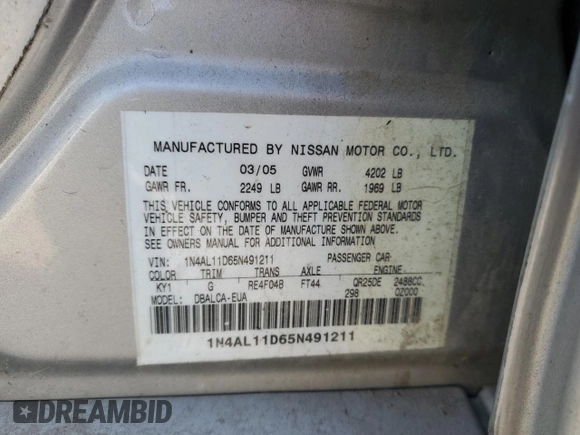 MANUFACTURED BY NISSAN MOTOR CO., LTD.
DATE 03/05 GVWR 4202 LB
GAWR FR. 2249 LB GAWR RR. 1969 LB
THIS VEHICLE CONFORMS TO ALL APPLICABLE FEDERAL MOTOR
VEHICLE SAFETY, BUMPER AND THEFT PREVENTION STANDARDS
IN EFFECT ON THE DATE OF MANUFACTURE SHOWN ABOVE.
SEE OWNERS MANUAL FOR ADDITIONAL INFORMATION
VIN: 1N4AL11D65N491211 PASSENGER CAR
COLOR TRIM TRANS AXLE ENGINE
KY1 G RE4F04B FT44 QR25DE 2488CC
MODEL: DBALCA-EUA 298 OZ000
1N4AL11D65N491211
DREAMBID